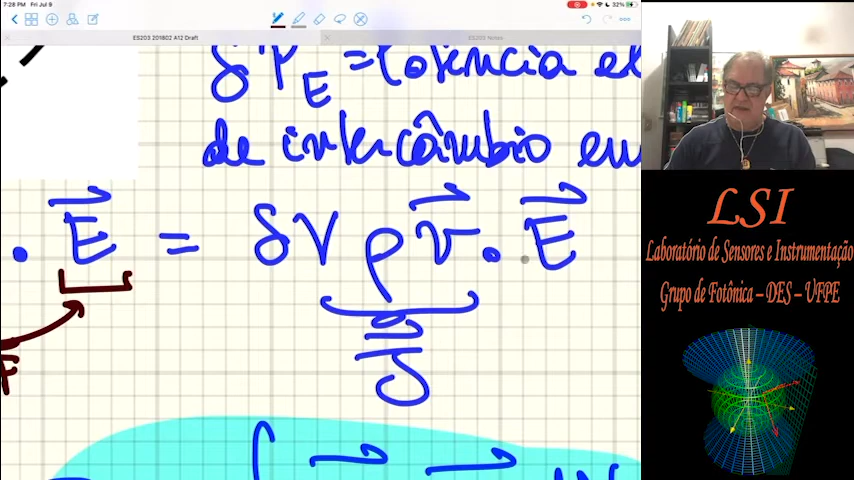 7:28 PM Fri Jul 9
32%
ES203 201802 A12 Draft
ES203 Notes
δP_E = Potência el
de intercâmbio em
. E⃗ = δV ρ v⃗ . E⃗
J
F
LSI
Laboratório de Sensores e Instrumentação
Grupo de Fotônica – DES – UFPE